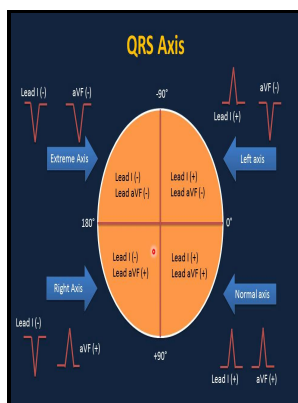 QRS Axis
Lead I (-) aVF (-)
-90°
aVF (-)
Lead I (+)
Extreme Axis
Lead I (-)
Lead aVF (-)
Lead I (+)
Lead aVF (-)
Left axis
180°
0°
Lead I (-)
Lead aVF (+)
Lead I (+)
Lead aVF (+)
Right Axis
Normal axis
Lead I (-)
aVF (+)
+90°
Lead I (+) aVF (+)